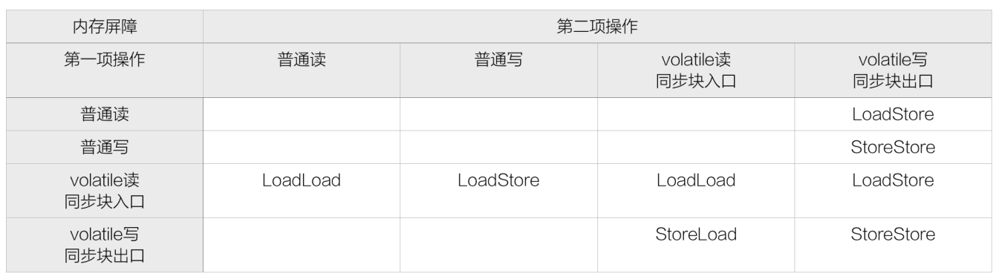 内存屏障 第二项操作
第一项操作 普通读 普通写 volatile读 volatile写
同步块入口 同步块出口
普通读 LoadStore
普通写 StoreStore
volatile读 LoadLoad LoadStore LoadLoad LoadStore
同步块入口
volatile写 StoreLoad StoreStore
同步块出口